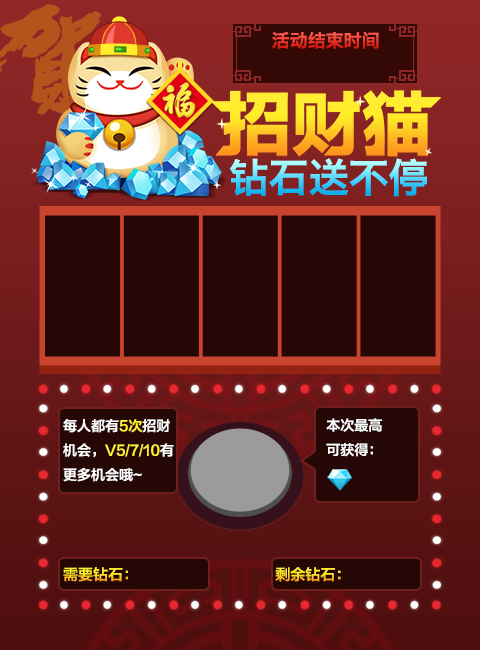 贺
活动结束时间
福
招财猫
钻石送不停
每人都有5次招财
机会，V5/7/10有
更多机会哦~
本次最高
可获得：
需要钻石：
剩余钻石：